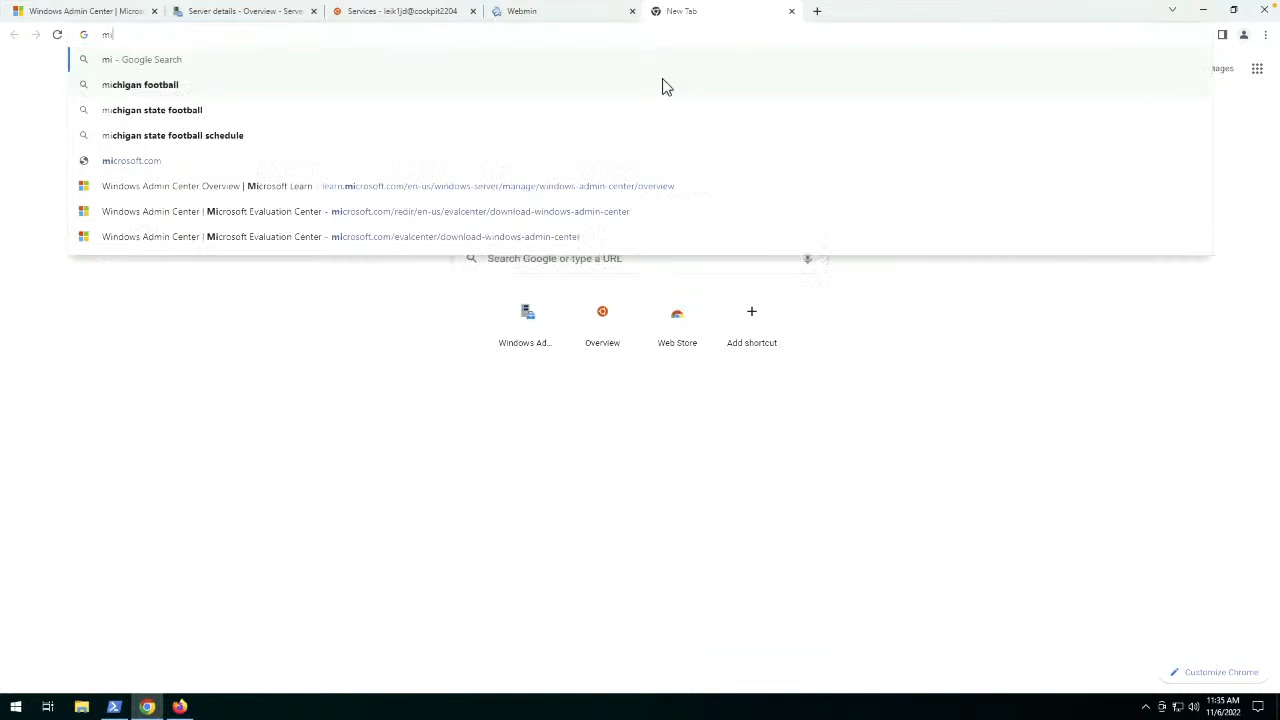 Windows Admin Center | Micros
Server details - Overview - Serve
Services - leik1jd@cockpit2204
Webmin
New Tab
mi
mi - Google Search
michigan football
michigan state football
michigan state football schedule
microsoft.com
Windows Admin Center Overview | Microsoft Learn - learn.microsoft.com/en-us/windows-server/manage/windows-admin-center/overview
Windows Admin Center | Microsoft Evaluation Center - microsoft.com/redir/en-us/evalcenter/download-windows-admin-center
Windows Admin Center | Microsoft Evaluation Center - microsoft.com/evalcenter/download-windows-admin-center
Search Google or type a URL
Windows Ad...
Overview
Web Store
Add shortcut
Customize Chrome
11:35 AM
11/6/2022